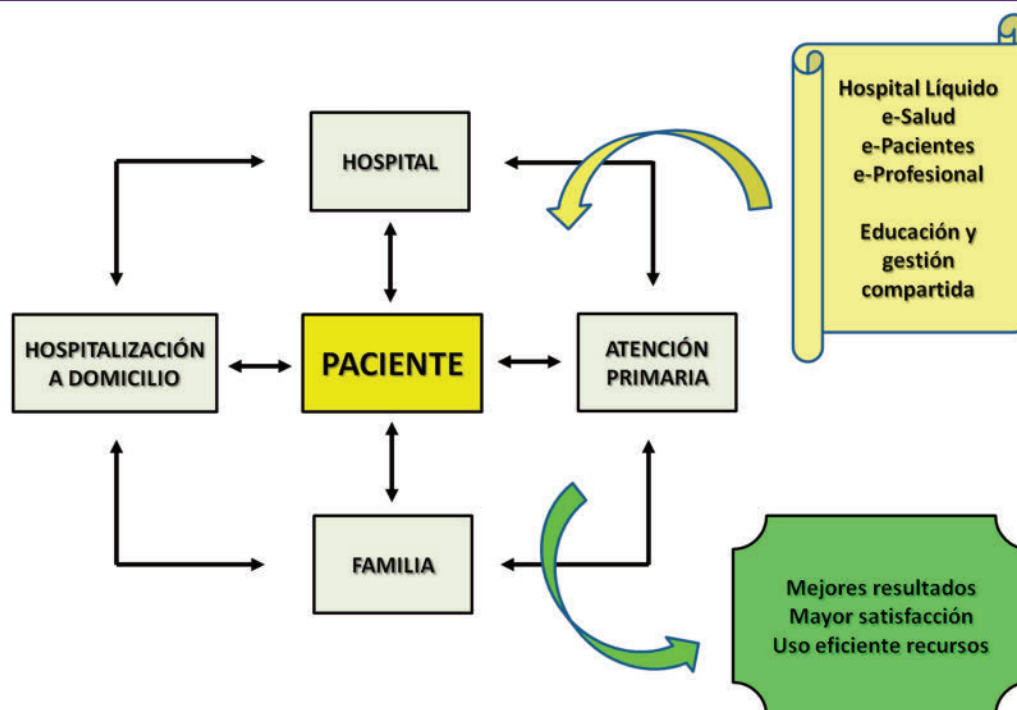 Hospital Líquido
e-Salud
e-Pacientes
e-Profesional
Educación y
gestión
compartida
HOSPITAL
HOSPITALIZACIÓN
A DOMICILIO
PACIENTE
ATENCIÓN
PRIMARIA
FAMILIA
Mejores resultados
Mayor satisfacción
Uso eficiente recursos